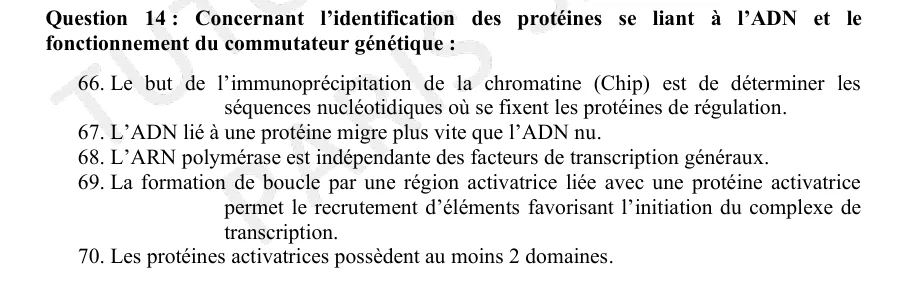 Question 14 : Concernant l’identification des protéines se liant à l’ADN et le
fonctionnement du commutateur génétique :
66. Le but de l’immunoprécipitation de la chromatine (Chip) est de déterminer les
séquences nucléotidiques où se fixent les protéines de régulation.
67. L’ADN lié à une protéine migre plus vite que l’ADN nu.
68. L’ARN polymérase est indépendante des facteurs de transcription généraux.
69. La formation de boucle par une région activatrice liée avec une protéine activatrice
permet le recrutement d’éléments favorisant l’initiation du complexe de
transcription.
70. Les protéines activatrices possèdent au moins 2 domaines.